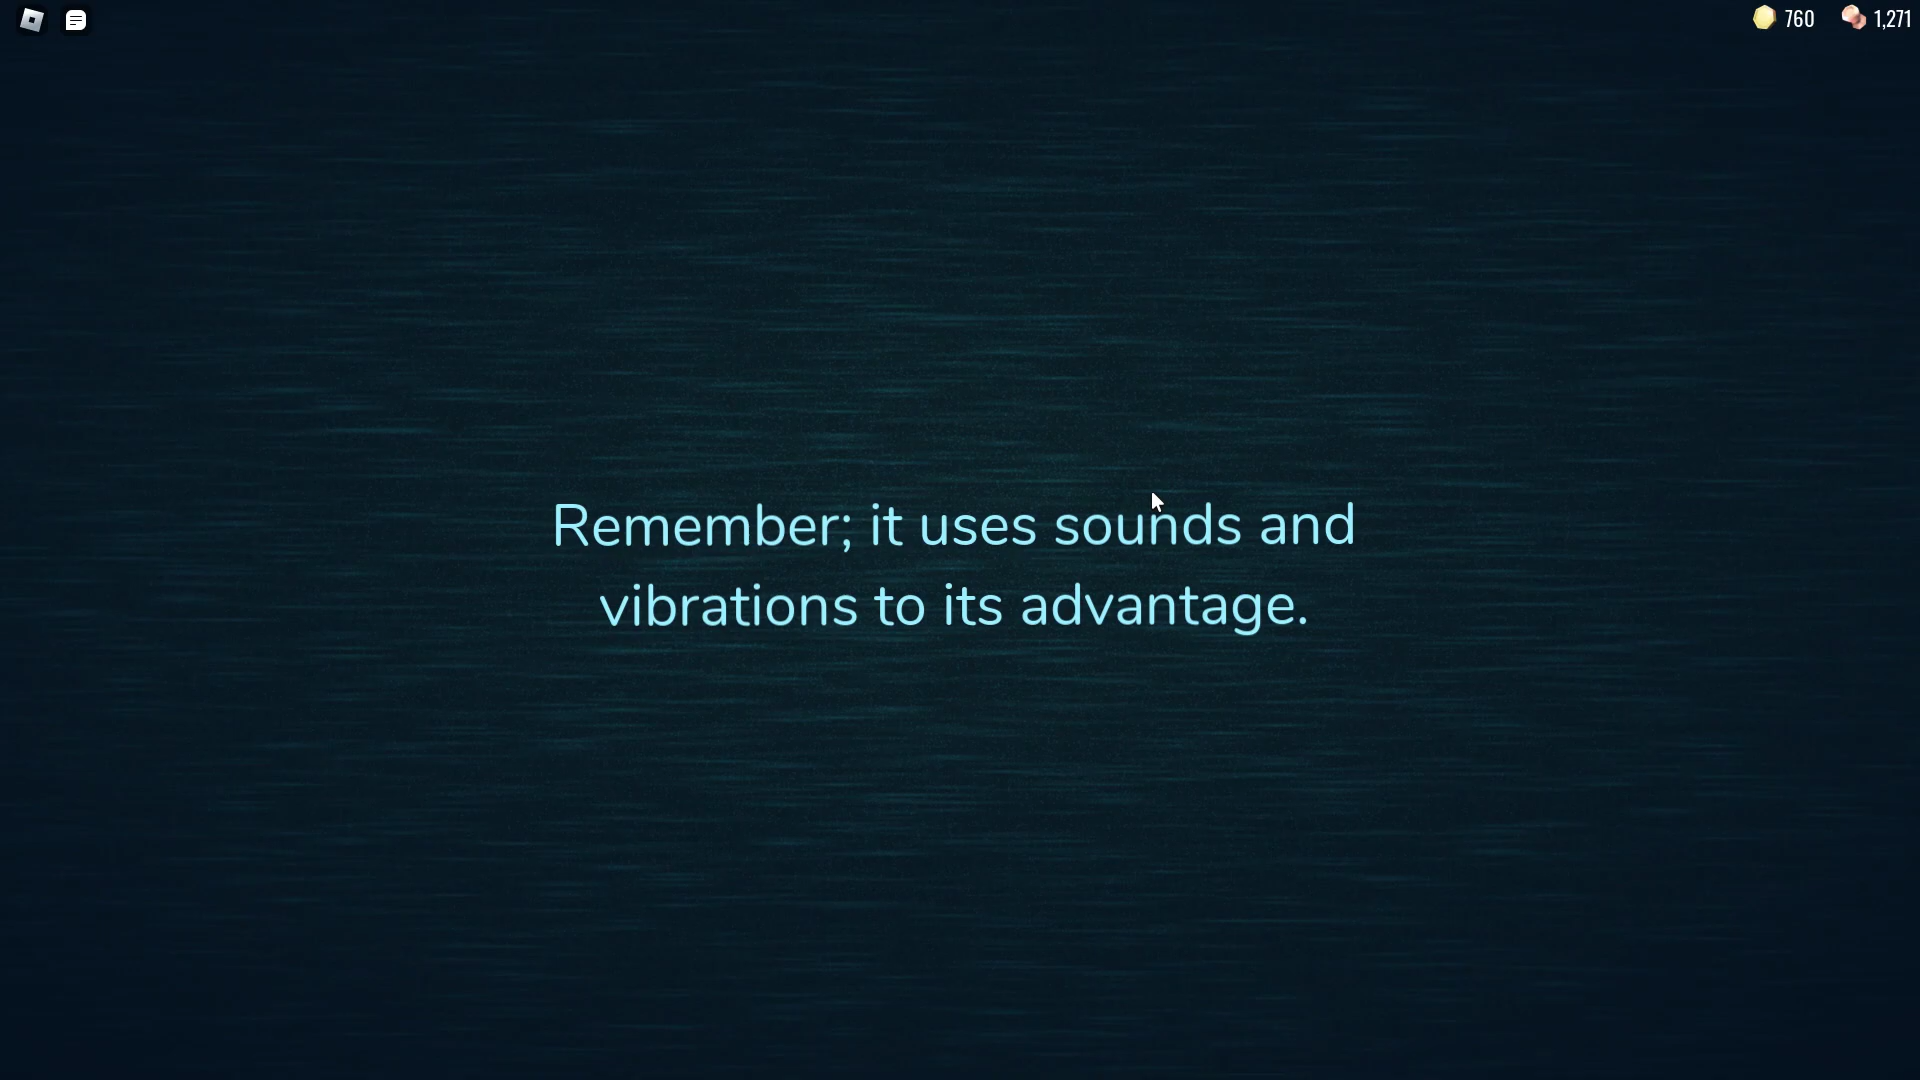 760 1,271
Remember; it uses sounds and
vibrations to its advantage.